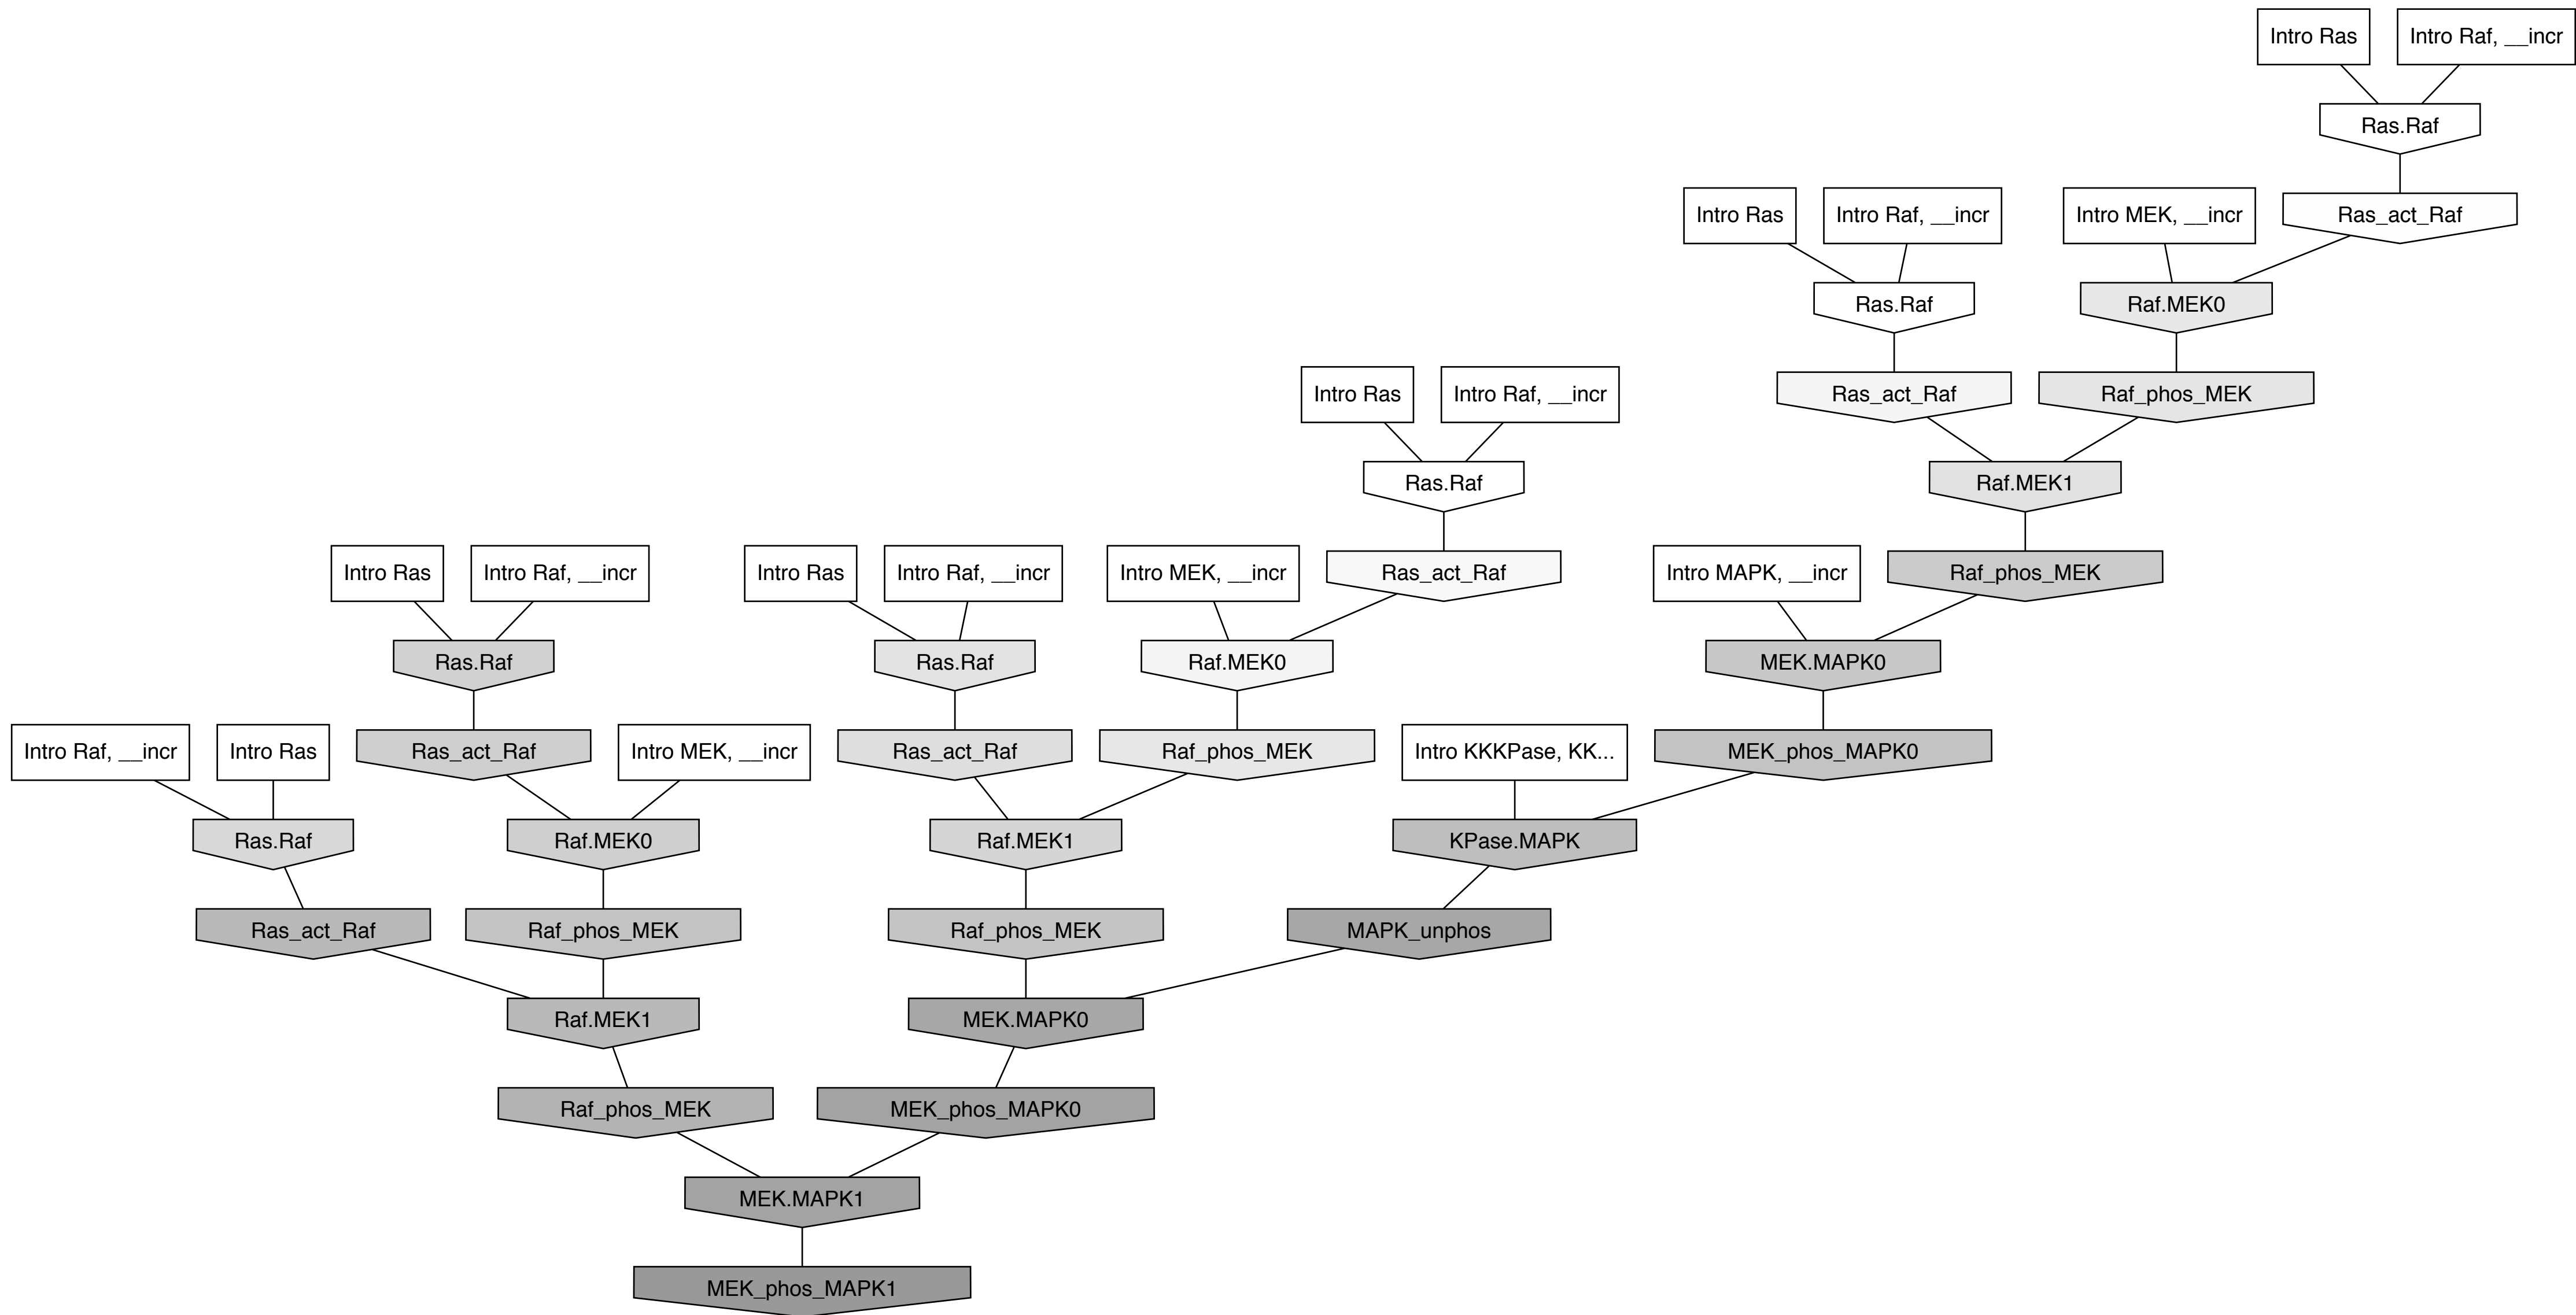 Intro Ras
Intro Raf, __incr
Ras.Raf
Intro Ras
Intro Raf, __incr
Intro MEK, __incr
Ras_act_Raf
Ras.Raf
Raf.MEK0
Intro Ras
Intro Raf, __incr
Ras_act_Raf
Raf_phos_MEK
Ras.Raf
Raf.MEK1
Intro Ras
Intro Raf, __incr
Intro Ras
Intro Raf, __incr
Intro MEK, __incr
Ras_act_Raf
Intro MAPK, __incr
Raf_phos_MEK
Ras.Raf
Ras.Raf
Raf.MEK0
MEK.MAPK0
Intro Raf, __incr
Intro Ras
Ras_act_Raf
Intro MEK, __incr
Ras_act_Raf
Raf_phos_MEK
Intro KKKPase, KK...
MEK_phos_MAPK0
Ras.Raf
Raf.MEK0
Raf.MEK1
KPase.MAPK
Ras_act_Raf
Raf_phos_MEK
Raf_phos_MEK
MAPK_unphos
Raf.MEK1
MEK.MAPK0
Raf_phos_MEK
MEK_phos_MAPK0
MEK.MAPK1
MEK_phos_MAPK1